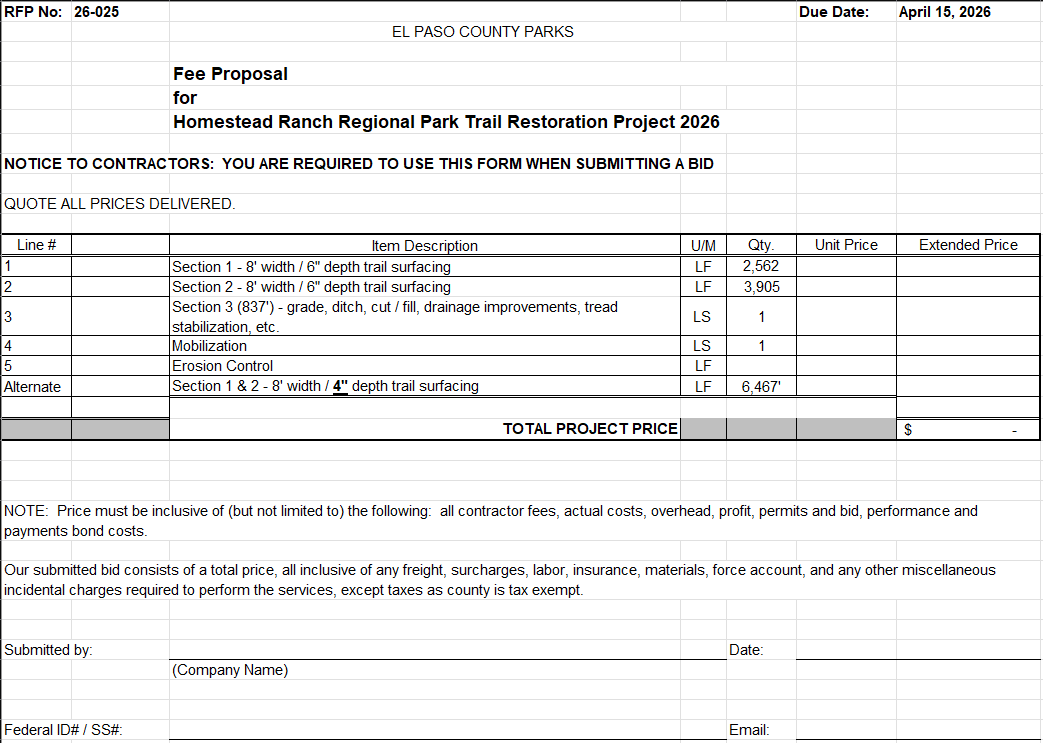 RFP No: 26-025 Due Date: April 15, 2026
EL PASO COUNTY PARKS
Fee Proposal
for
Homestead Ranch Regional Park Trail Restoration Project 2026
NOTICE TO CONTRACTORS: YOU ARE REQUIRED TO USE THIS FORM WHEN SUBMITTING A BID
QUOTE ALL PRICES DELIVERED.
Line # Item Description U/M Qty. Unit Price Extended Price
1 Section 1 - 8' width / 6" depth trail surfacing LF 2,562
2 Section 2 - 8' width / 6" depth trail surfacing LF 3,905
3 Section 3 (837') - grade, ditch, cut / fill, drainage improvements, tread
stabilization, etc. LS 1
4 Mobilization LS 1
5 Erosion Control LF
Alternate Section 1 & 2 - 8' width / 4" depth trail surfacing LF 6,467'
TOTAL PROJECT PRICE $ -
NOTE: Price must be inclusive of (but not limited to) the following: all contractor fees, actual costs, overhead, profit, permits and bid, performance and
payments bond costs.
Our submitted bid consists of a total price, all inclusive of any freight, surcharges, labor, insurance, materials, force account, and any other miscellaneous
incidental charges required to perform the services, except taxes as county is tax exempt.
Submitted by: Date:
(Company Name)
Federal ID# / SS#: Email: